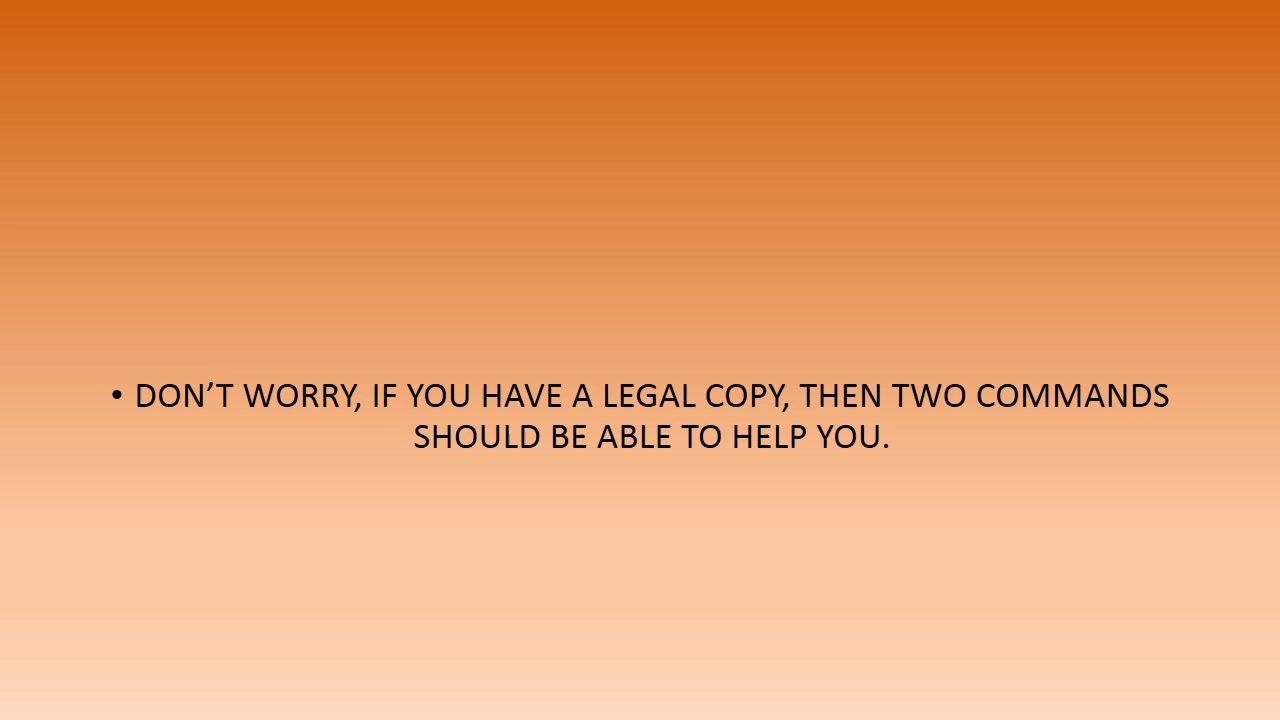 • DON’T WORRY, IF YOU HAVE A LEGAL COPY, THEN TWO COMMANDS
SHOULD BE ABLE TO HELP YOU.